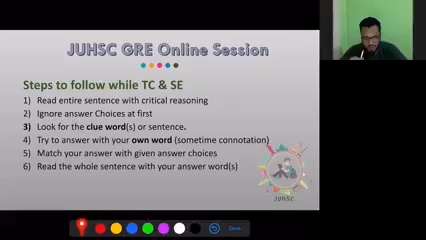 JUHSC GRE Online Session
Steps to follow while TC & SE
1) Read entire sentence with critical reasoning
2) Ignore answer Choices at first
3) Look for the clue word(s) or sentence.
4) Try to answer with your own word (sometime connotation)
5) Match your answer with given answer choices
6) Read the whole sentence with your answer word(s)
JUHSC
Done